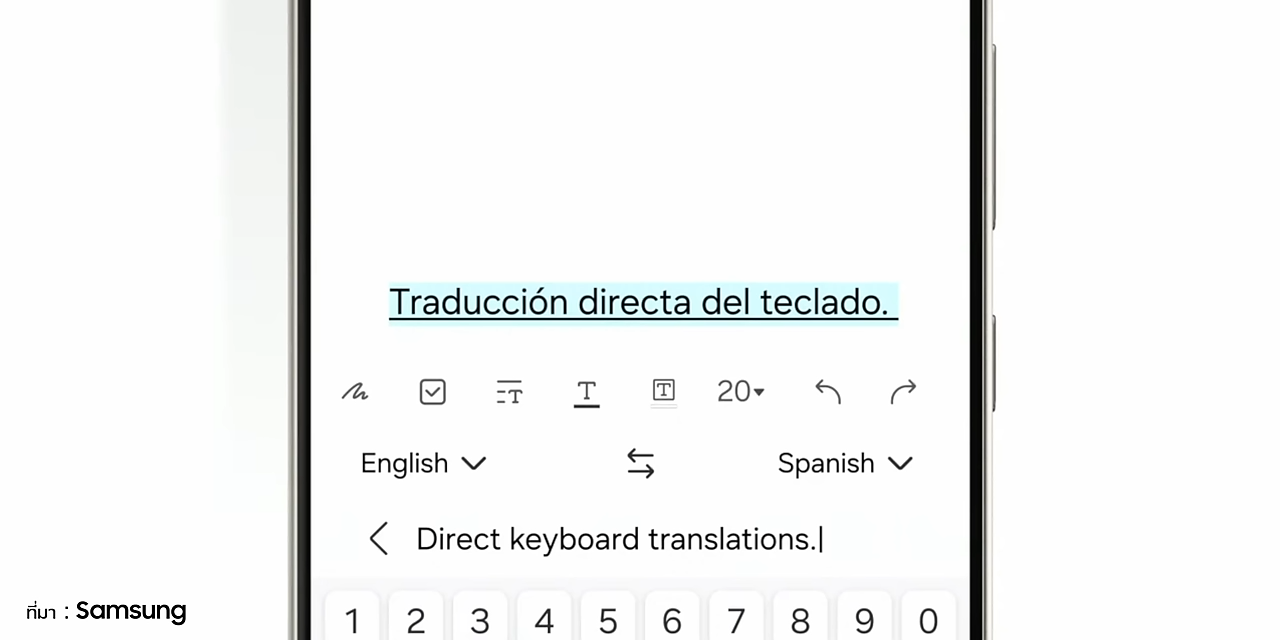 Traducción directa del teclado.
T T T 20
English Spanish
Direct keyboard translations.
1 2 3 4 5 6 7 8 9 0
ที่มา : Samsung